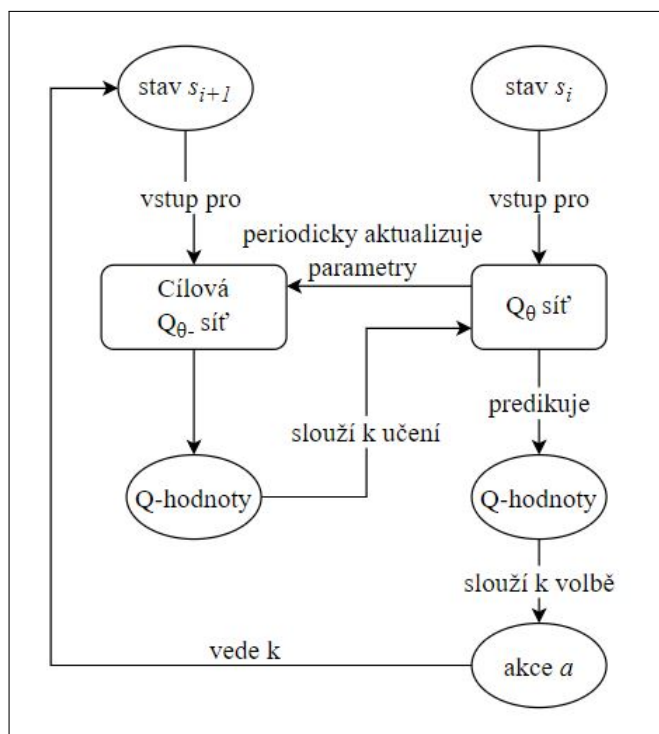 stav s_{i+1}
stav s_i
vstup pro
vstup pro
periodicky aktualizuje
parametry
Cílová
Q_{θ-} síť
Q_θ síť
predikuje
slouží k učení
Q-hodnoty
Q-hodnoty
slouží k volbě
vede k
akce a